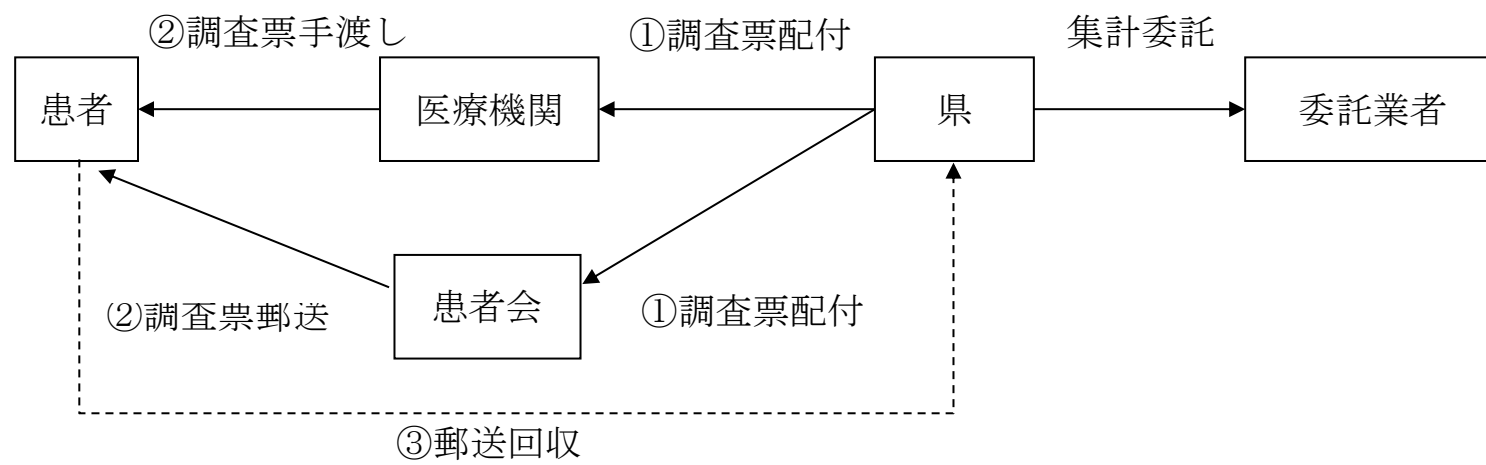 ②調査票手渡し
①調査票配付
集計委託
患者
医療機関
県
委託業者
②調査票郵送
患者会
①調査票配付
③郵送回収